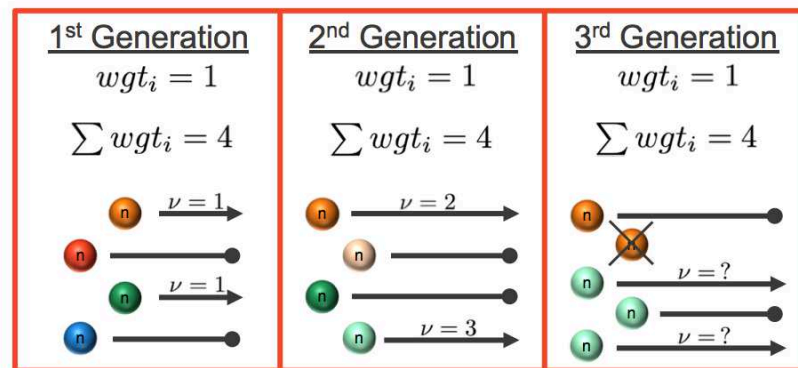 1st Generation
wgt_i = 1
∑ wgt_i = 4
n ν = 1
n
n ν = 1
n
2nd Generation
wgt_i = 1
∑ wgt_i = 4
n ν = 2
n
n
n ν = 3
3rd Generation
wgt_i = 1
∑ wgt_i = 4
n
n
n ν = ?
n
n ν = ?